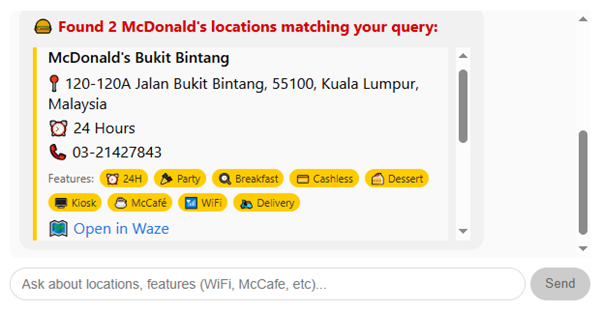 Found 2 McDonald's locations matching your query:
McDonald's Bukit Bintang
120-120A Jalan Bukit Bintang, 55100, Kuala Lumpur,
Malaysia
24 Hours
03-21427843
Features: 24H Party Breakfast Cashless Dessert
Kiosk McCafé WiFi Delivery
Open in Waze
Ask about locations, features (WiFi, McCafe, etc)... Send